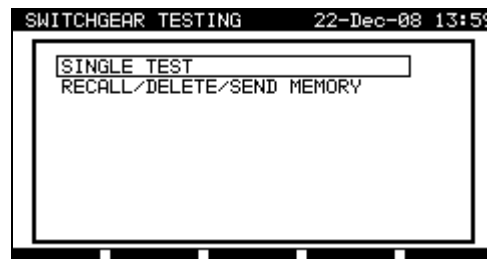 SWITCHGEAR TESTING 22-Dec-08 13:59
SINGLE TEST
RECALL/DELETE/SEND MEMORY